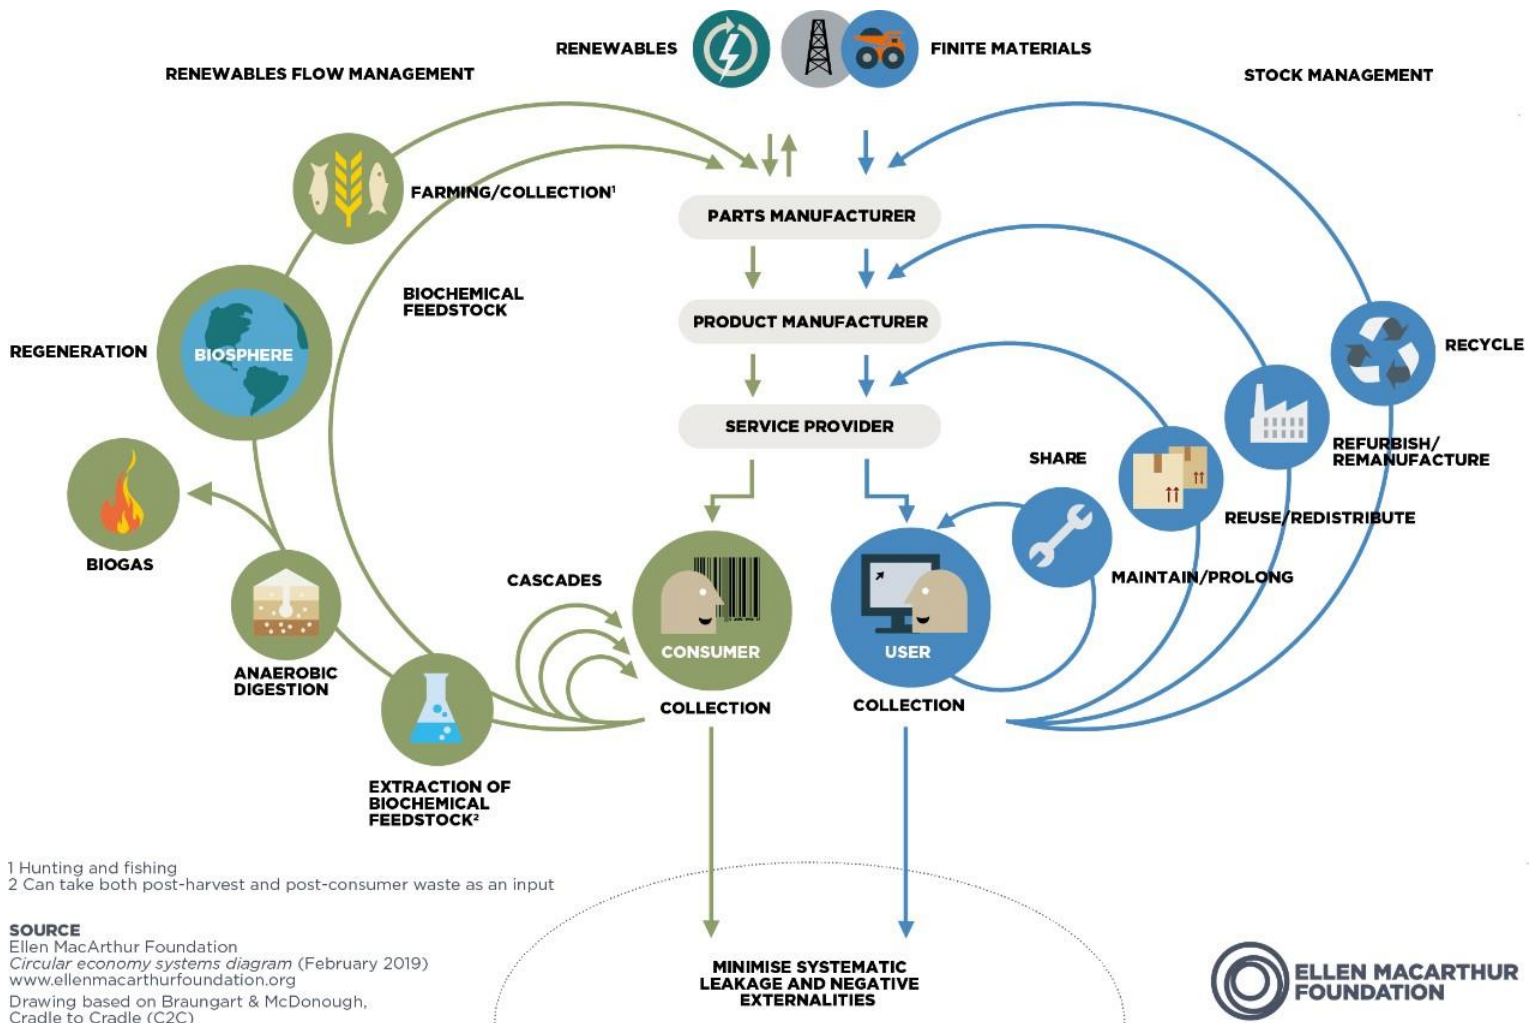 RENEWABLES
FINITE MATERIALS
RENEWABLES FLOW MANAGEMENT
STOCK MANAGEMENT
FARMING/COLLECTION¹
PARTS MANUFACTURER
BIOCHEMICAL
FEEDSTOCK
PRODUCT MANUFACTURER
REGENERATION
BIOSPHERE
RECYCLE
SERVICE PROVIDER
SHARE
REFURBISH/
REMANUFACTURE
REUSE/REDISTRIBUTE
BIOGAS
CASCADES
MAINTAIN/PROLONG
CONSUMER
USER
ANAEROBIC
DIGESTION
COLLECTION
COLLECTION
EXTRACTION OF
BIOCHEMICAL
FEEDSTOCK²
1 Hunting and fishing
2 Can take both post-harvest and post-consumer waste as an input
SOURCE
Ellen MacArthur Foundation
Circular economy systems diagram (February 2019)
www.ellenmacarthurfoundation.org
Drawing based on Braungart & McDonough,
Cradle to Cradle (C2C)
MINIMISE SYSTEMATIC
LEAKAGE AND NEGATIVE
EXTERNALITIES
ELLEN MACARTHUR
FOUNDATION